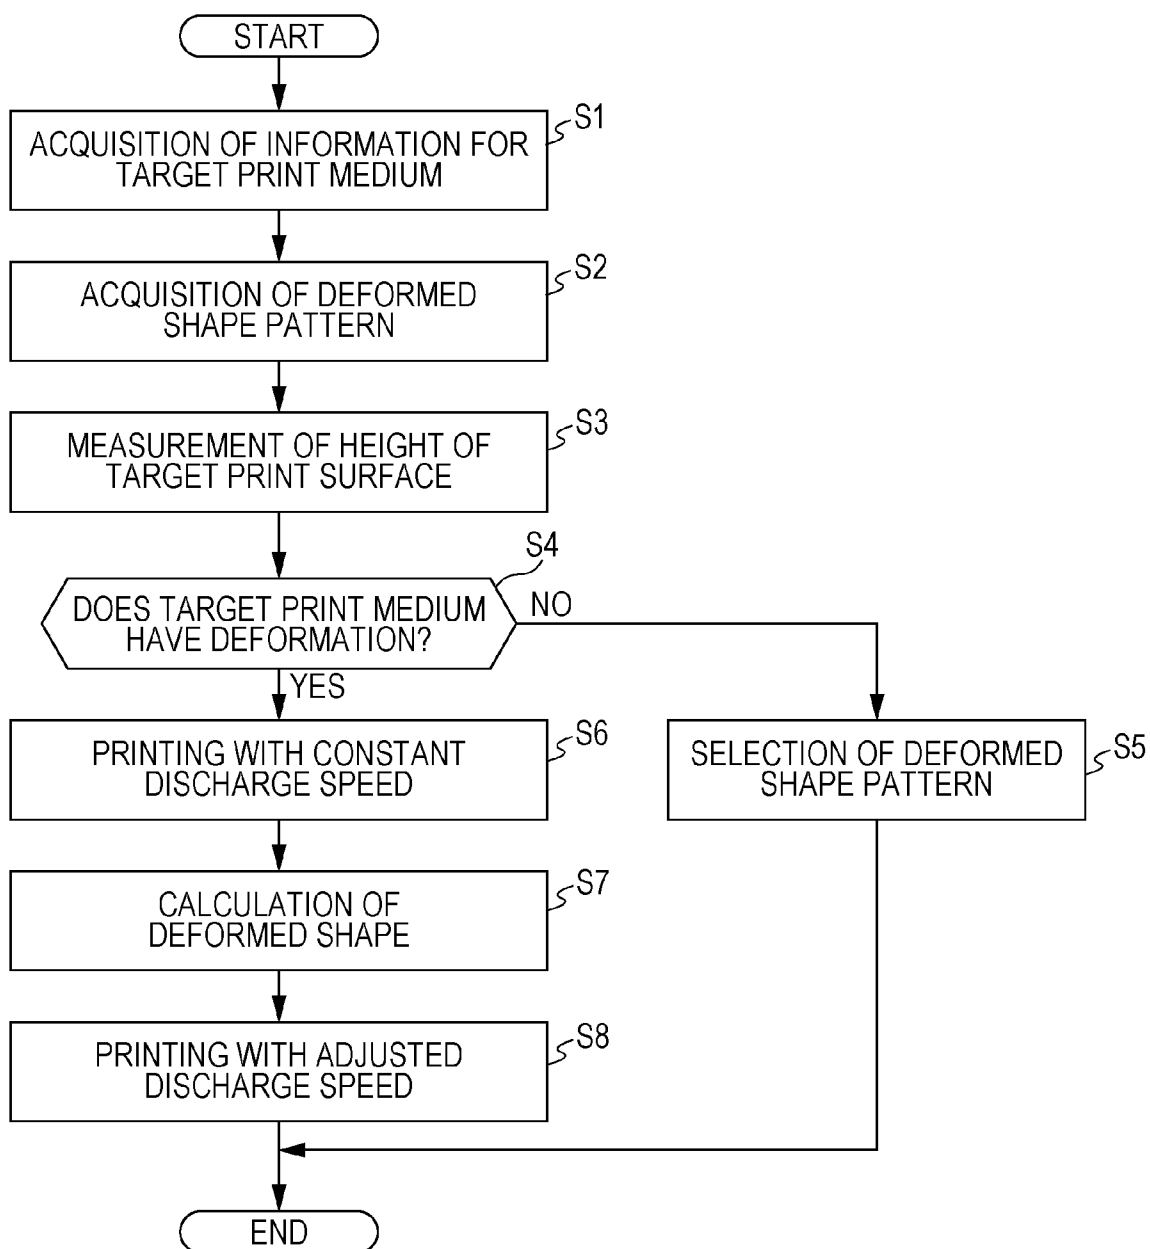 START
S1
ACQUISITION OF INFORMATION FOR
TARGET PRINT MEDIUM
S2
ACQUISITION OF DEFORMED
SHAPE PATTERN
S3
MEASUREMENT OF HEIGHT OF
TARGET PRINT SURFACE
S4
DOES TARGET PRINT MEDIUM
HAVE DEFORMATION?
NO
YES
S6
PRINTING WITH CONSTANT
DISCHARGE SPEED
S5
SELECTION OF DEFORMED
SHAPE PATTERN
S7
CALCULATION OF
DEFORMED SHAPE
S8
PRINTING WITH ADJUSTED
DISCHARGE SPEED
END